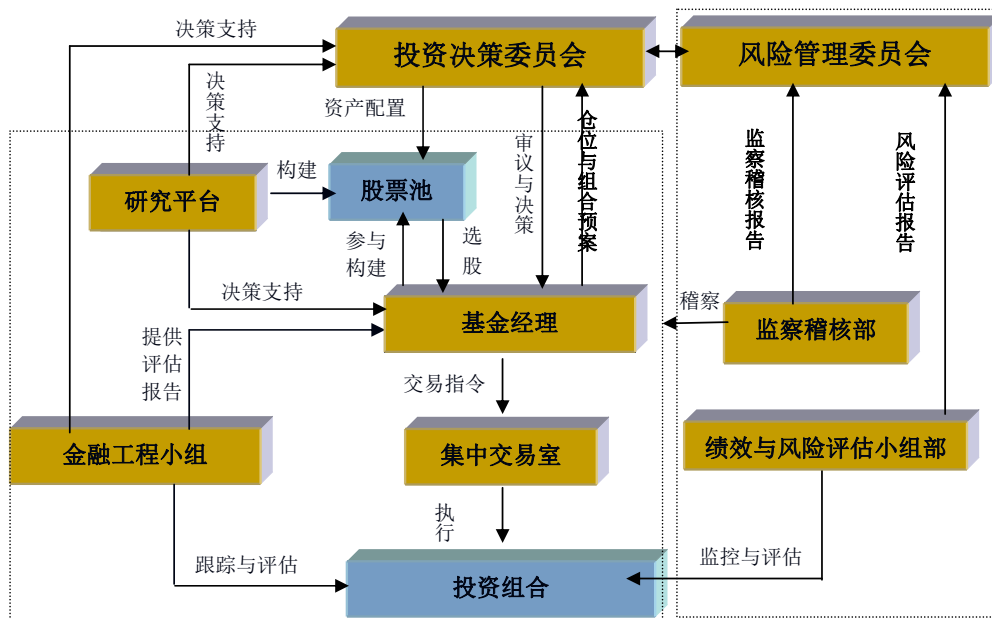 决策支持
投资决策委员会
风险管理委员会
决策支持
资产配置
审议与决策
仓位与组合预案
监察稽核报告
风险评估报告
构建
研究平台
股票池
参与
构建
选
股
决策支持
基金经理
稽察
监察稽核部
提供
评估
报告
交易指令
金融工程小组
集中交易室
绩效与风险评估小组部
执行
跟踪与评估
监控与评估
投资组合